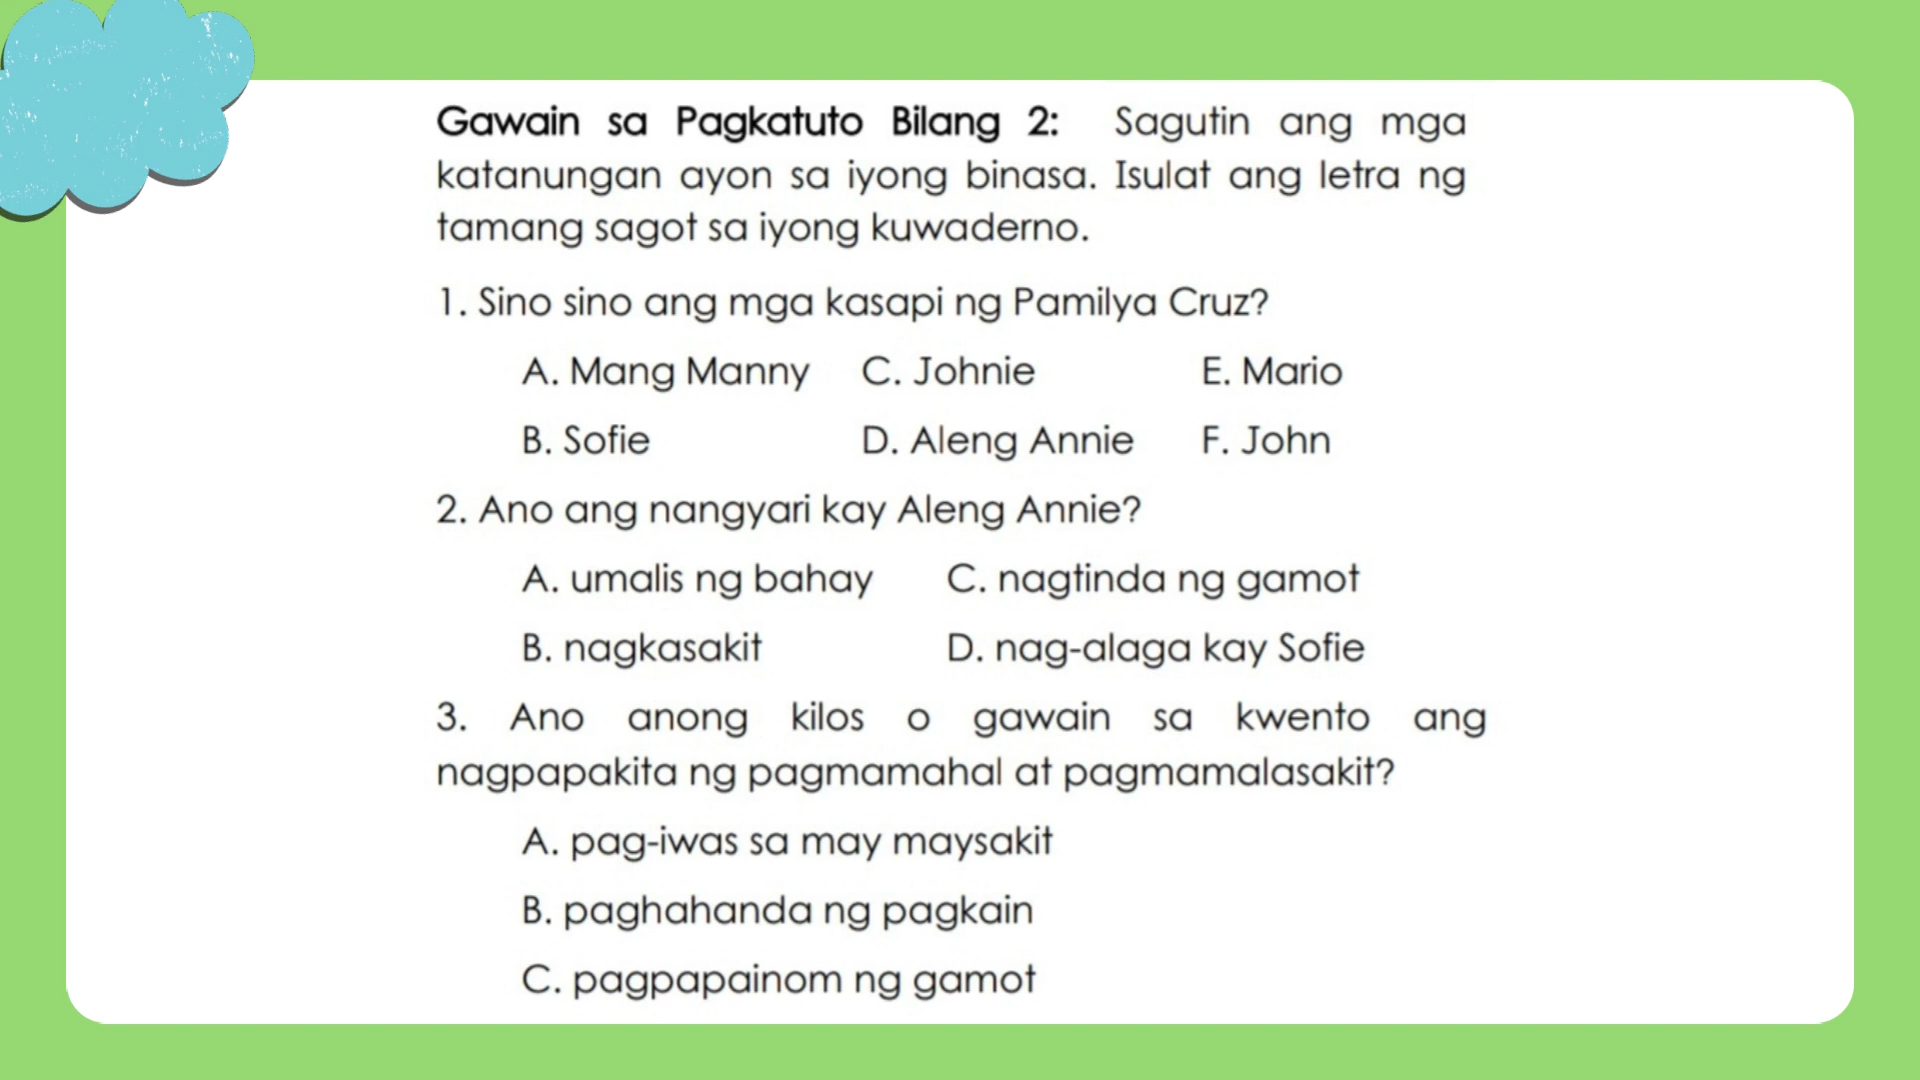 Gawain sa Pagkatuto Bilang 2: Sagutin ang mga
katanungan ayon sa iyong binasa. Isulat ang letra ng
tamang sagot sa iyong kuwaderno.
1. Sino sino ang mga kasapi ng Pamilya Cruz?
A. Mang Manny C. Johnie E. Mario
B. Sofie D. Aleng Annie F. John
2. Ano ang nangyari kay Aleng Annie?
A. umalis ng bahay C. nagtinda ng gamot
B. nagkasakit D. nag-alaga kay Sofie
3. Ano anong kilos o gawain sa kwento ang
nagpapakita ng pagmamahal at pagmamalasakit?
A. pag-iwas sa may maysakit
B. paghahanda ng pagkain
C. pagpapainom ng gamot